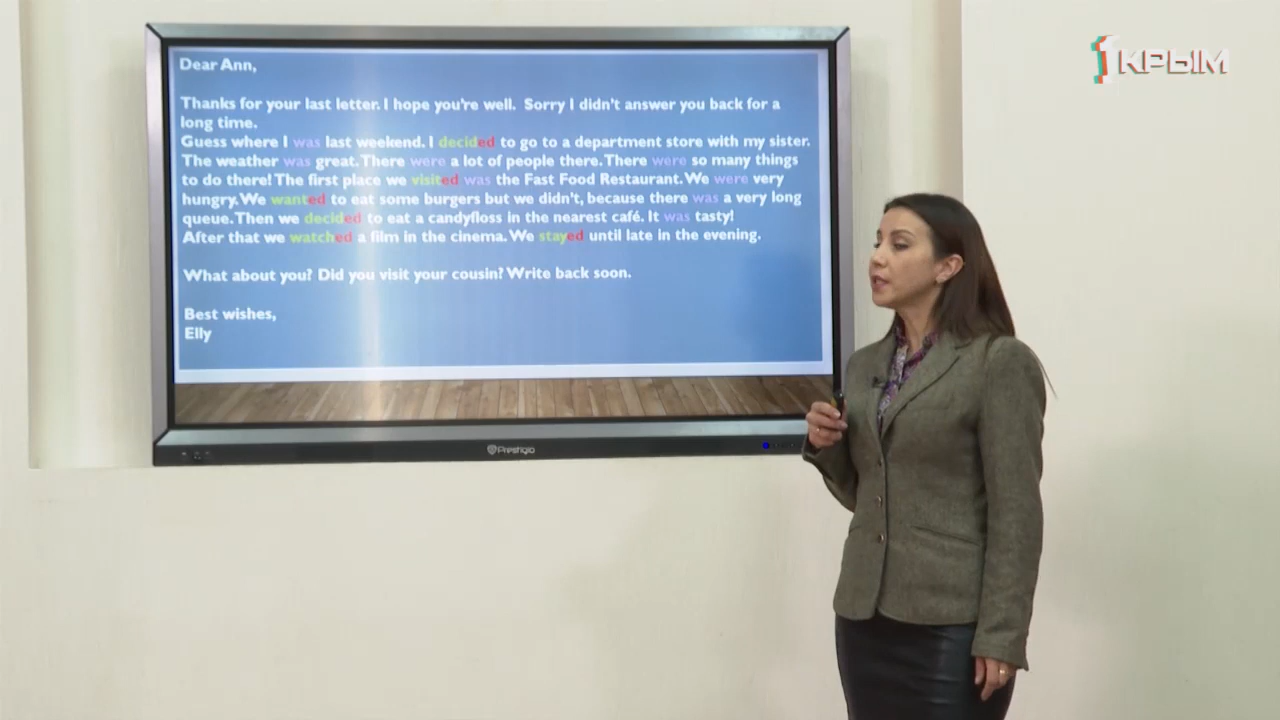 1 КРЫМ
Dear Ann,
Thanks for your last letter. I hope you're well. Sorry I didn't answer you back for a
long time.
Guess where I was last weekend. I decided to go to a department store with my sister.
The weather was great. There were a lot of people there. There were so many things
to do there! The first place we visited was the Fast Food Restaurant. We were very
hungry. We wanted to eat some burgers but we didn't, because there was a very long
queue. Then we decided to eat a candyfloss in the nearest café. It was tasty!
After that we watched a film in the cinema. We stayed until late in the evening.
What about you? Did you visit your cousin? Write back soon.
Best wishes,
Elly
Prestigio